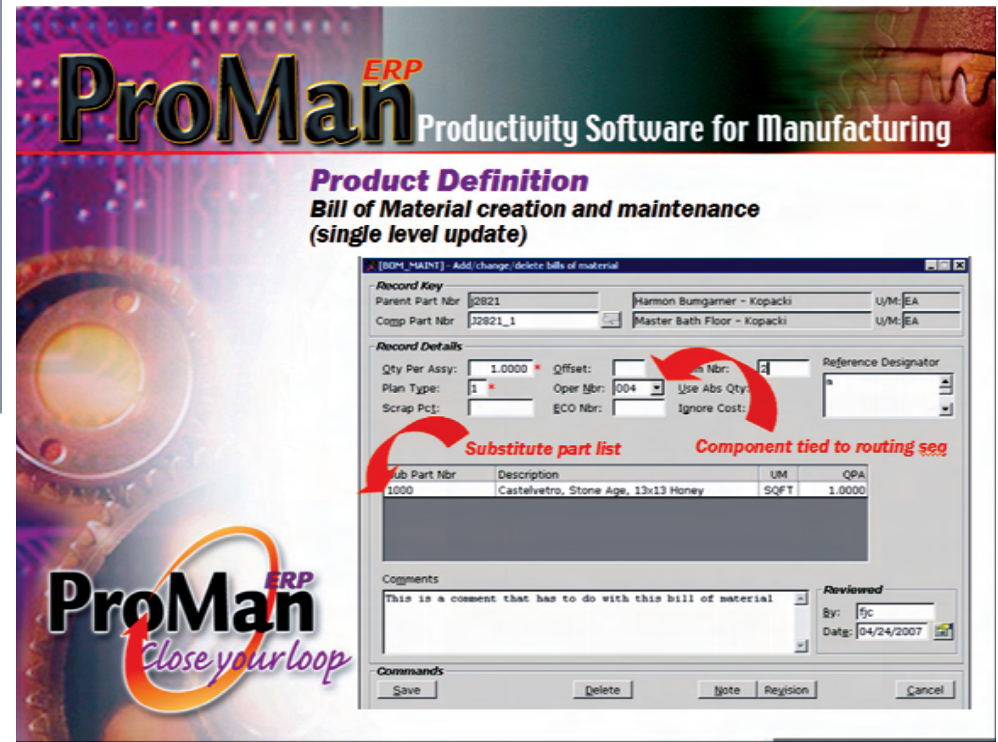 ProMan ERP
Productivity Software for Manufacturing
Product Definition
Bill of Material creation and maintenance
(single level update)
[BOM_MAINT] - Add/change/delete bills of material
Record Key
Parent Part Nbr j2821 Harmon Bumgarner - Kopacki U/M: EA
Comp Part Nbr J2821_1 Master Bath Floor - Kopacki U/M: EA
Record Details
Qty Per Assy: 1.0000 * Offset: Nbr: 2 Reference Designator
Plan Type: 1 * Oper Nbr: 004 Use Abs Qty: a
Scrap Pct: ECO Nbr: Ignore Cost:
Substitute part list Component tied to routing seq
Sub Part Nbr Description UM QPA
1000 Castelvetro, Stone Age, 13x13 Honey SQFT 1.0000
Comments
This is a comment that has to do with this bill of material
Reviewed
By: fjc
Date: 04/24/2007
Commands
Save Delete Note Revision Cancel
ProMan ERP
Close your loop